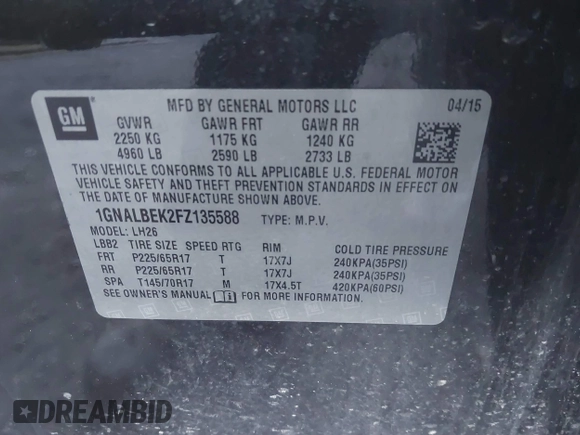 GM
MFD BY GENERAL MOTORS LLC 04/15
GVWR GAWR FRT GAWR RR
2250 KG 1175 KG 1240 KG
4960 LB 2590 LB 2733 LB
THIS VEHICLE CONFORMS TO ALL APPLICABLE U.S. FEDERAL MOTOR
VEHICLE SAFETY AND THEFT PREVENTION STANDARDS IN EFFECT ON
THE DATE OF MANUFACTURE SHOWN ABOVE.
1GNALBEK2FZ135588 TYPE: M.P.V.
MODEL: LH26
LBB2 TIRE SIZE SPEED RTG RIM COLD TIRE PRESSURE
FRT P225/65R17 T 17X7J 240KPA(35PSI)
RR P225/65R17 T 17X7J 240KPA(35PSI)
SPA T145/70R17 M 17X4.5T 420KPA(60PSI)
SEE OWNER'S MANUAL FOR MORE INFORMATION.
DREAMBID